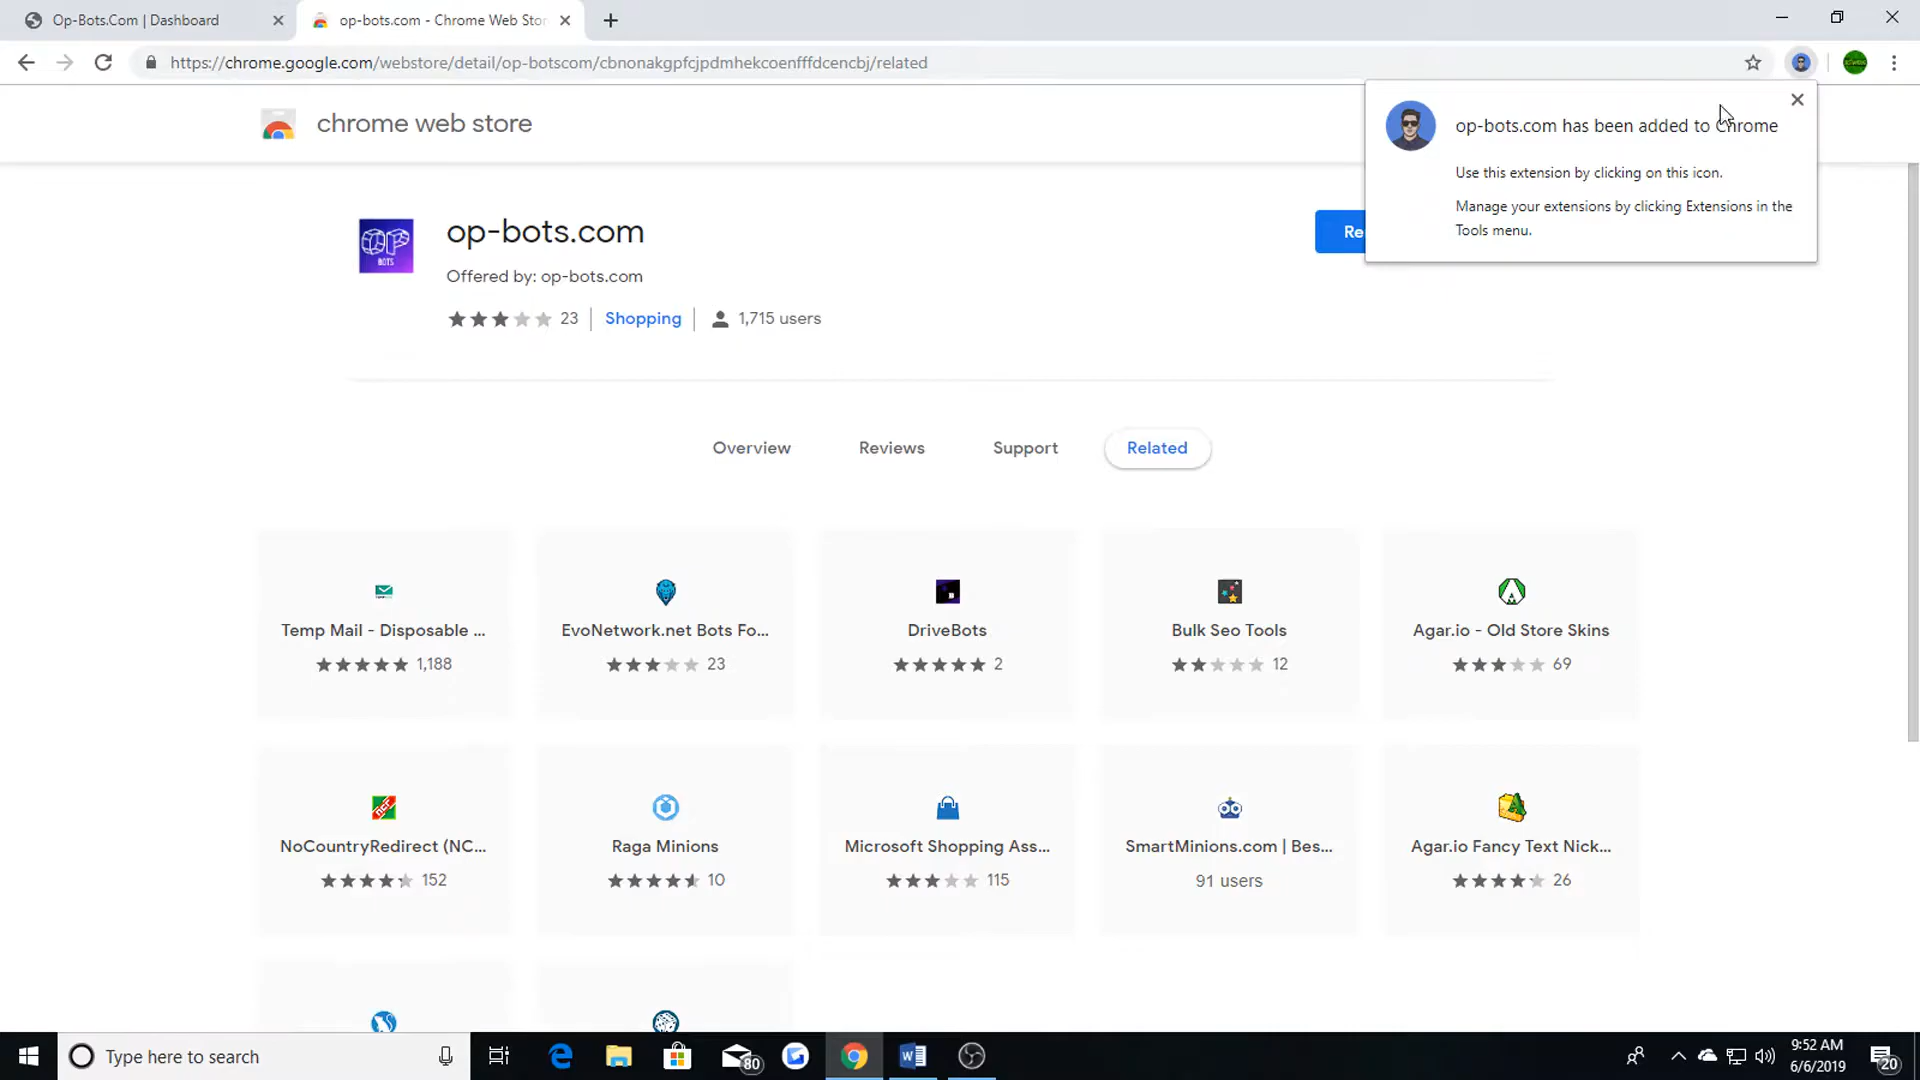 Op-Bots.Com | Dashboard
op-bots.com - Chrome Web Stor
https://chrome.google.com/webstore/detail/op-botscom/cbnonakgpfcjpdmhekcoenfffdcencbj/related
chrome web store
op-bots.com has been added to Chrome
Use this extension by clicking on this icon.
Manage your extensions by clicking Extensions in the
Tools menu.
OP
BOTS
op-bots.com
Re
Offered by: op-bots.com
23
Shopping
1,715 users
Overview
Reviews
Support
Related
Temp Mail - Disposable ...
1,188
EvoNetwork.net Bots Fo...
23
DriveBots
2
Bulk Seo Tools
12
Agar.io - Old Store Skins
69
NoCountryRedirect (NC...
152
Raga Minions
10
Microsoft Shopping Ass...
115
SmartMinions.com | Bes...
91 users
Agar.io Fancy Text Nick...
26
Type here to search
80
9:52 AM
6/6/2019
20